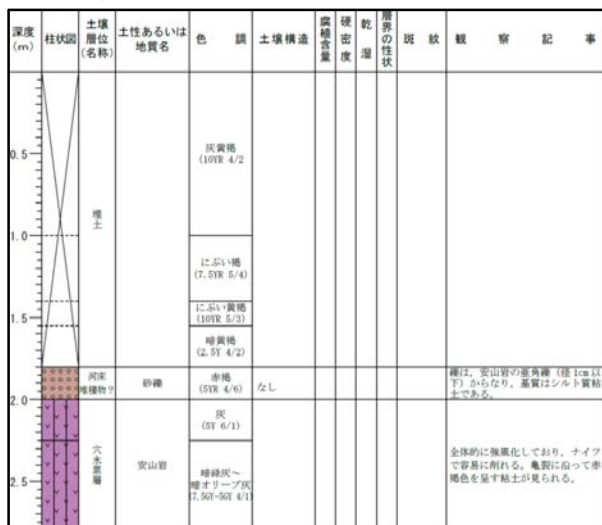 深度
(m)
柱状図
土壌
層位
(名称)
土性あるいは
地質名
色 調
土壌構造
腐植含量
硬密度
乾湿
層界の性状
斑 紋
観 察 記 事
0.5
灰黄褐
(10YR 4/2
埋土
1.0
にぶい褐
(7.5YR 5/4)
にぶい黄褐
(10YR 5/3)
1.5
暗黄褐
(2.5Y 4/2)
河床
堆積物?
砂礫
赤褐
(5YR 4/6)
なし
礫は、安山岩の亜角礫(径1cm以
下)からなり、基質はシルト質粘
土である。
2.0
灰
(5Y 6/1)
穴水累層
安山岩
暗緑灰~
暗オリーブ灰
(7.5GY~5GY 4/1)
全体的に強風化しており、ナイフ
で容易に削れる。亀裂に沿って赤
褐色を呈す粘土が見られる。
2.5